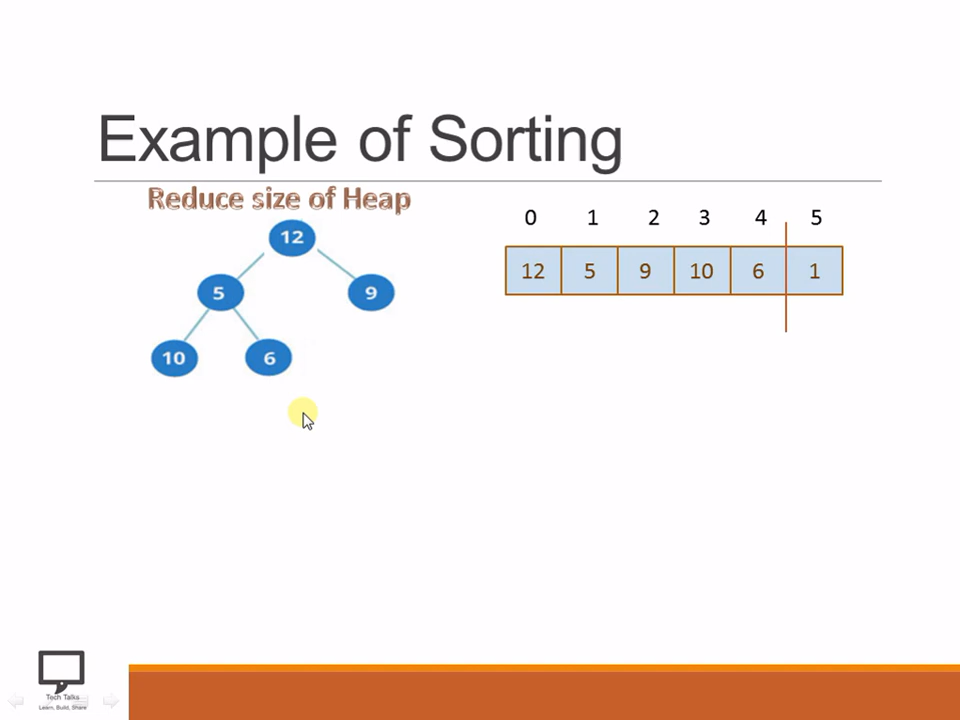 Example of Sorting
Reduce size of Heap
0 1 2 3 4 5
12 5 9 10 6 1
12
5 9
10 6
Tech Talks
Learn, Build, Share